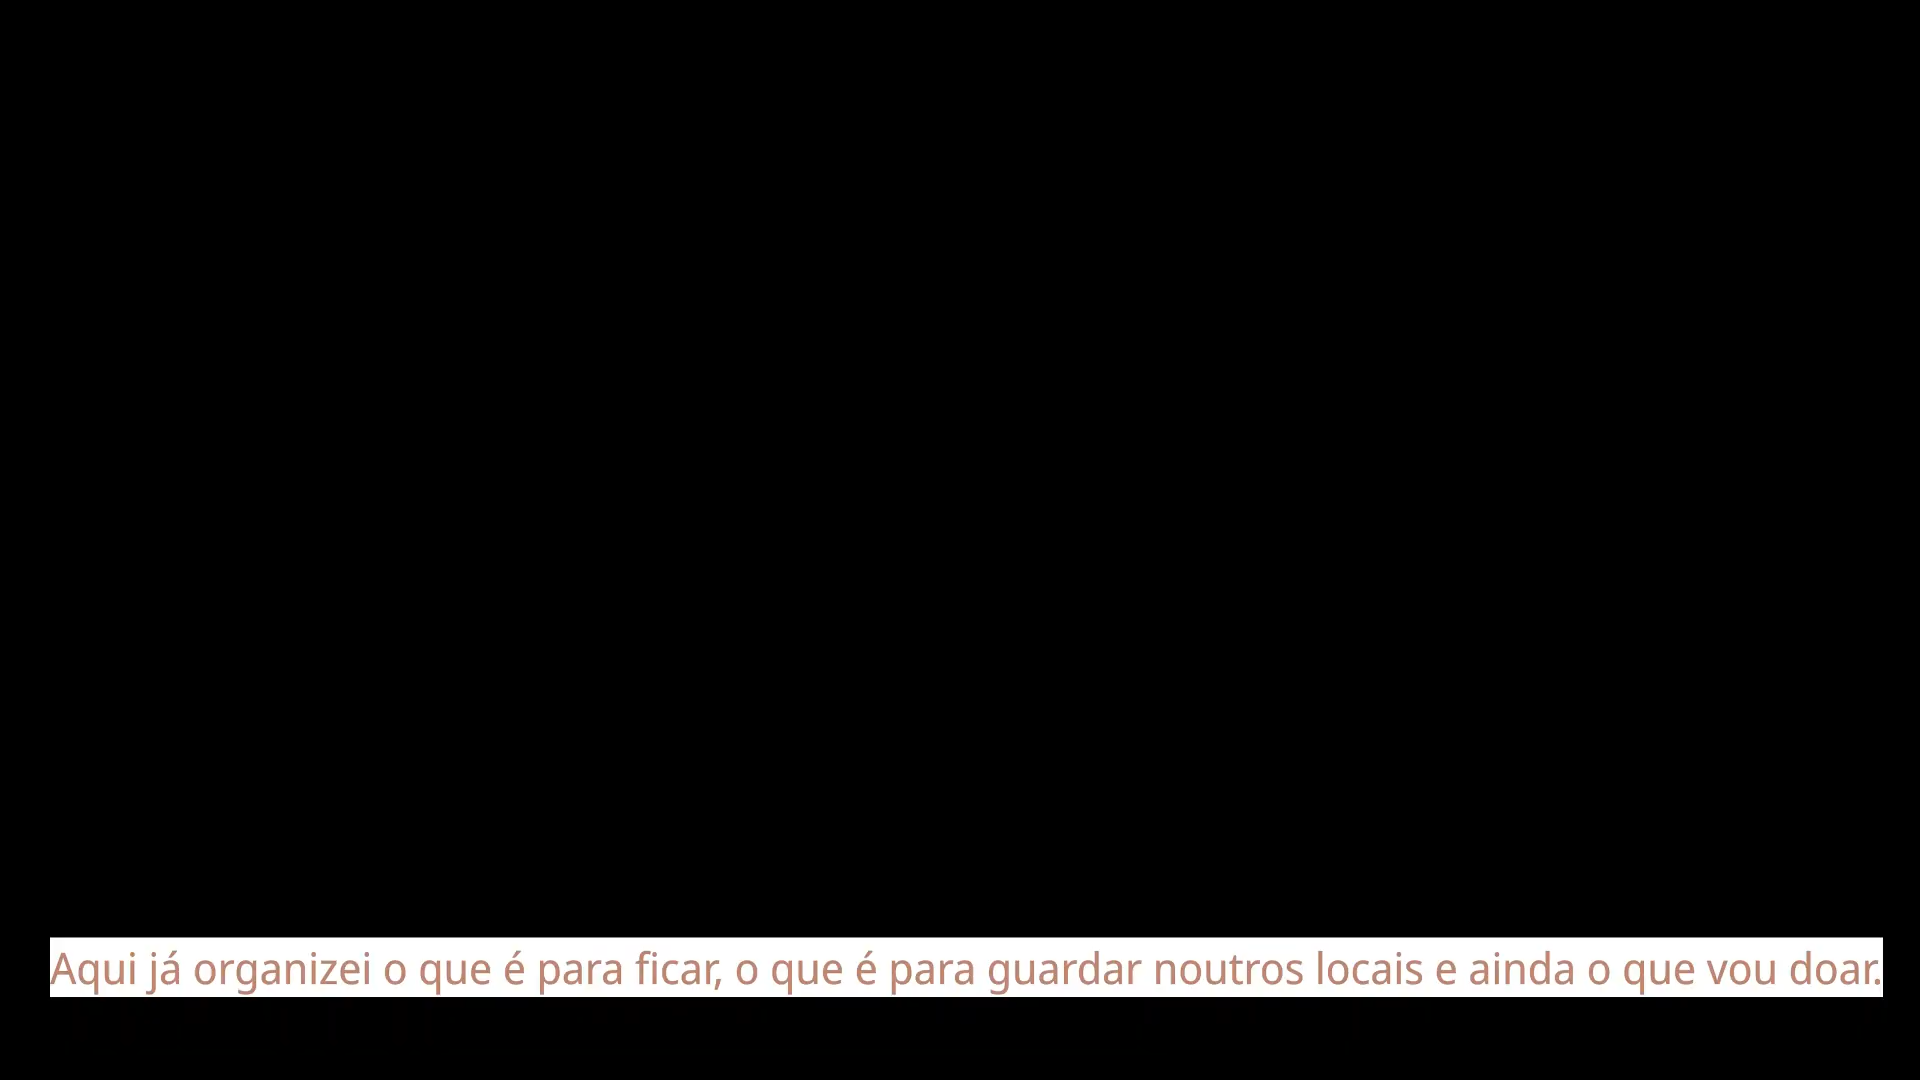 Aqui já organizei o que é para ficar, o que é para guardar noutros locais e ainda o que vou doar.